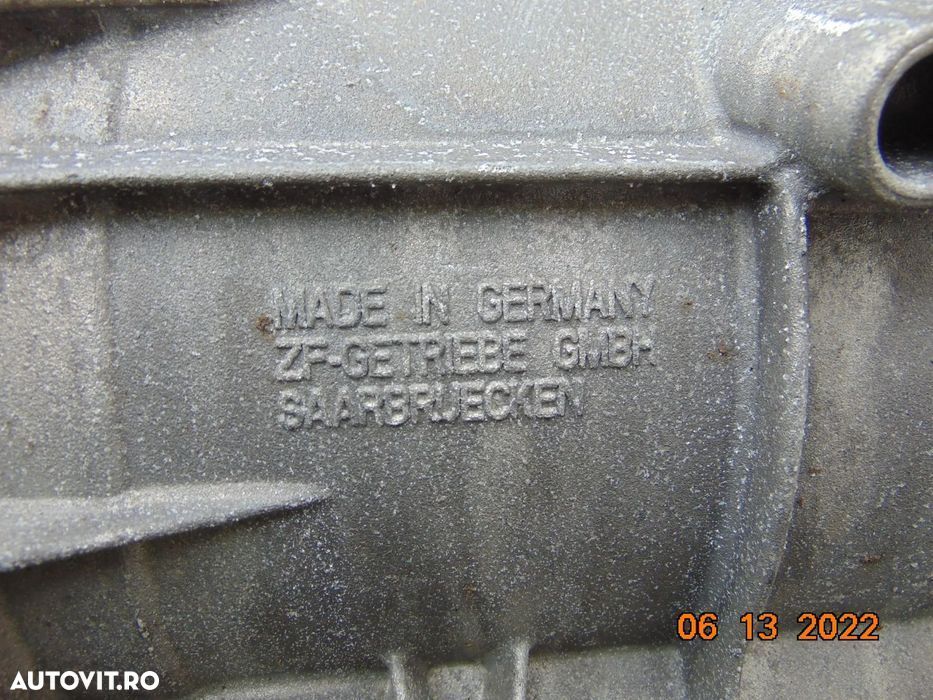 MADE IN GERMANY
ZF-GETRIEBE GMBH
SAARBRUECKEN
06 13 2022
AUTOVIT.RO